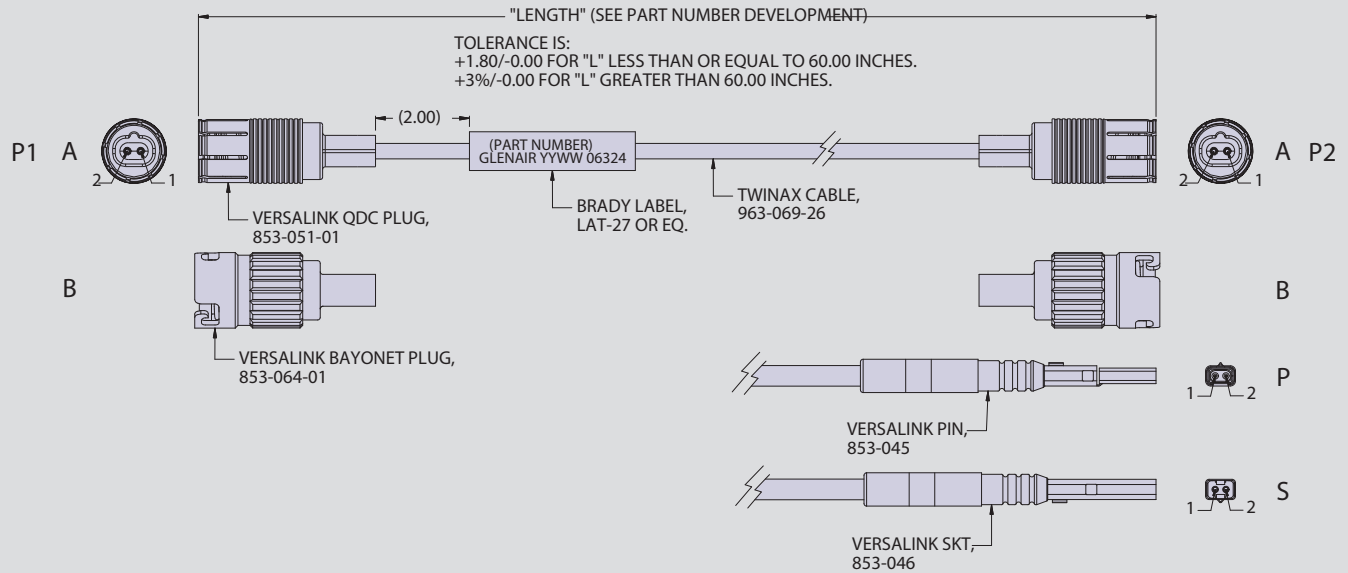 "LENGTH" (SEE PART NUMBER DEVELOPMENT)
TOLERANCE IS:
+1.80/-0.00 FOR "L" LESS THAN OR EQUAL TO 60.00 INCHES.
+3%/-0.00 FOR "L" GREATER THAN 60.00 INCHES.
(2.00)
P1 A
(PART NUMBER)
GLENAIR YYWW 06324
A P2
2 1
2 1
VERSALINK QDC PLUG,
853-051-01
BRADY LABEL,
LAT-27 OR EQ.
TWINAX CABLE,
963-069-26
B
B
VERSALINK BAYONET PLUG,
853-064-01
P
1 2
VERSALINK PIN,
853-045
S
1 2
VERSALINK SKT,
853-046